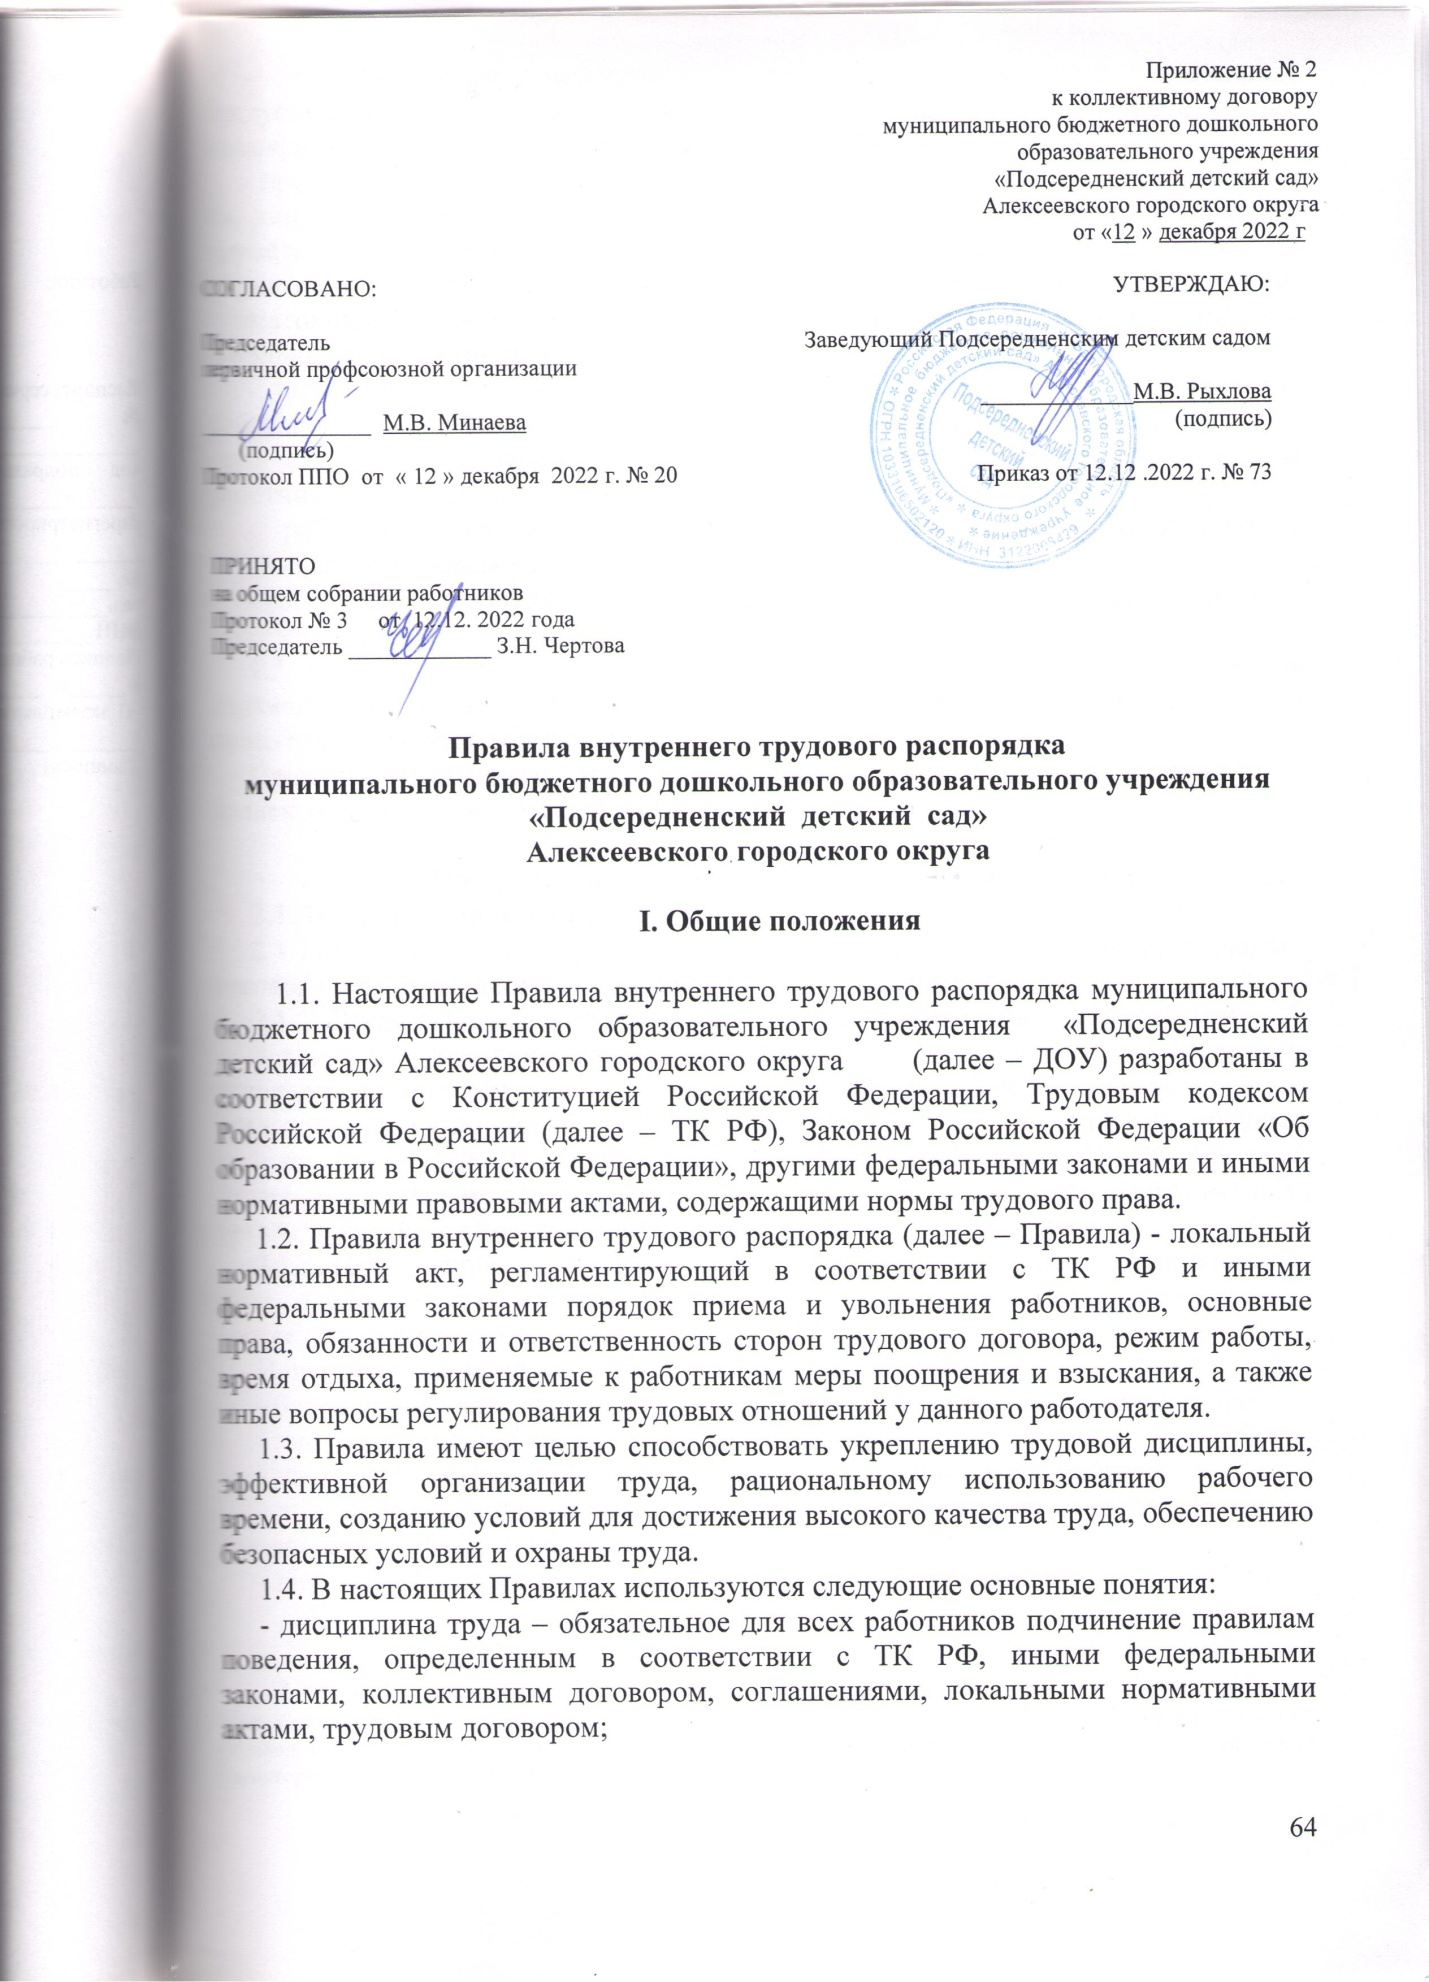 Приложение № 2
к коллективному договору
муниципального бюджетного дошкольного
образовательного учреждения
«Подсередненский детский сад»
Алексеевского городского округа
от «12 » декабря 2022 г
СОГЛАСОВАНО:
УТВЕРЖДАЮ:
Председатель
первичной профсоюзной организации
Заведующий Подсередненским детским садом
М.В. Минаева
(подпись)
М.В. Рыхлова
(подпись)
Протокол ППО от « 12 » декабря 2022 г. № 20
Приказ от 12.12 .2022 г. № 73
Подсередненский
детский
сад
ПРИНЯТО
на общем собрании работников
Протокол № 3 от 12.12. 2022 года
Председатель ____________ З.Н. Чертова
Правила внутреннего трудового распорядка
муниципального бюджетного дошкольного образовательного учреждения
«Подсередненский детский сад»
Алексеевского городского округа
I. Общие положения
1.1. Настоящие Правила внутреннего трудового распорядка муниципального
бюджетного дошкольного образовательного учреждения «Подсередненский
детский сад» Алексеевского городского округа (далее – ДОУ) разработаны в
соответствии с Конституцией Российской Федерации, Трудовым кодексом
Российской Федерации (далее – ТК РФ), Законом Российской Федерации «Об
образовании в Российской Федерации», другими федеральными законами и иными
нормативными правовыми актами, содержащими нормы трудового права.
1.2. Правила внутреннего трудового распорядка (далее – Правила) - локальный
нормативный акт, регламентирующий в соответствии с ТК РФ и иными
федеральными законами порядок приема и увольнения работников, основные
права, обязанности и ответственность сторон трудового договора, режим работы,
время отдыха, применяемые к работникам меры поощрения и взыскания, а также
иные вопросы регулирования трудовых отношений у данного работодателя.
1.3. Правила имеют целью способствовать укреплению трудовой дисциплины,
эффективной организации труда, рациональному использованию рабочего
времени, созданию условий для достижения высокого качества труда, обеспечению
безопасных условий и охраны труда.
1.4. В настоящих Правилах используются следующие основные понятия:
- дисциплина труда – обязательное для всех работников подчинение правилам
поведения, определенным в соответствии с ТК РФ, иными федеральными
законами, коллективным договором, соглашениями, локальными нормативными
актами, трудовым договором;
64